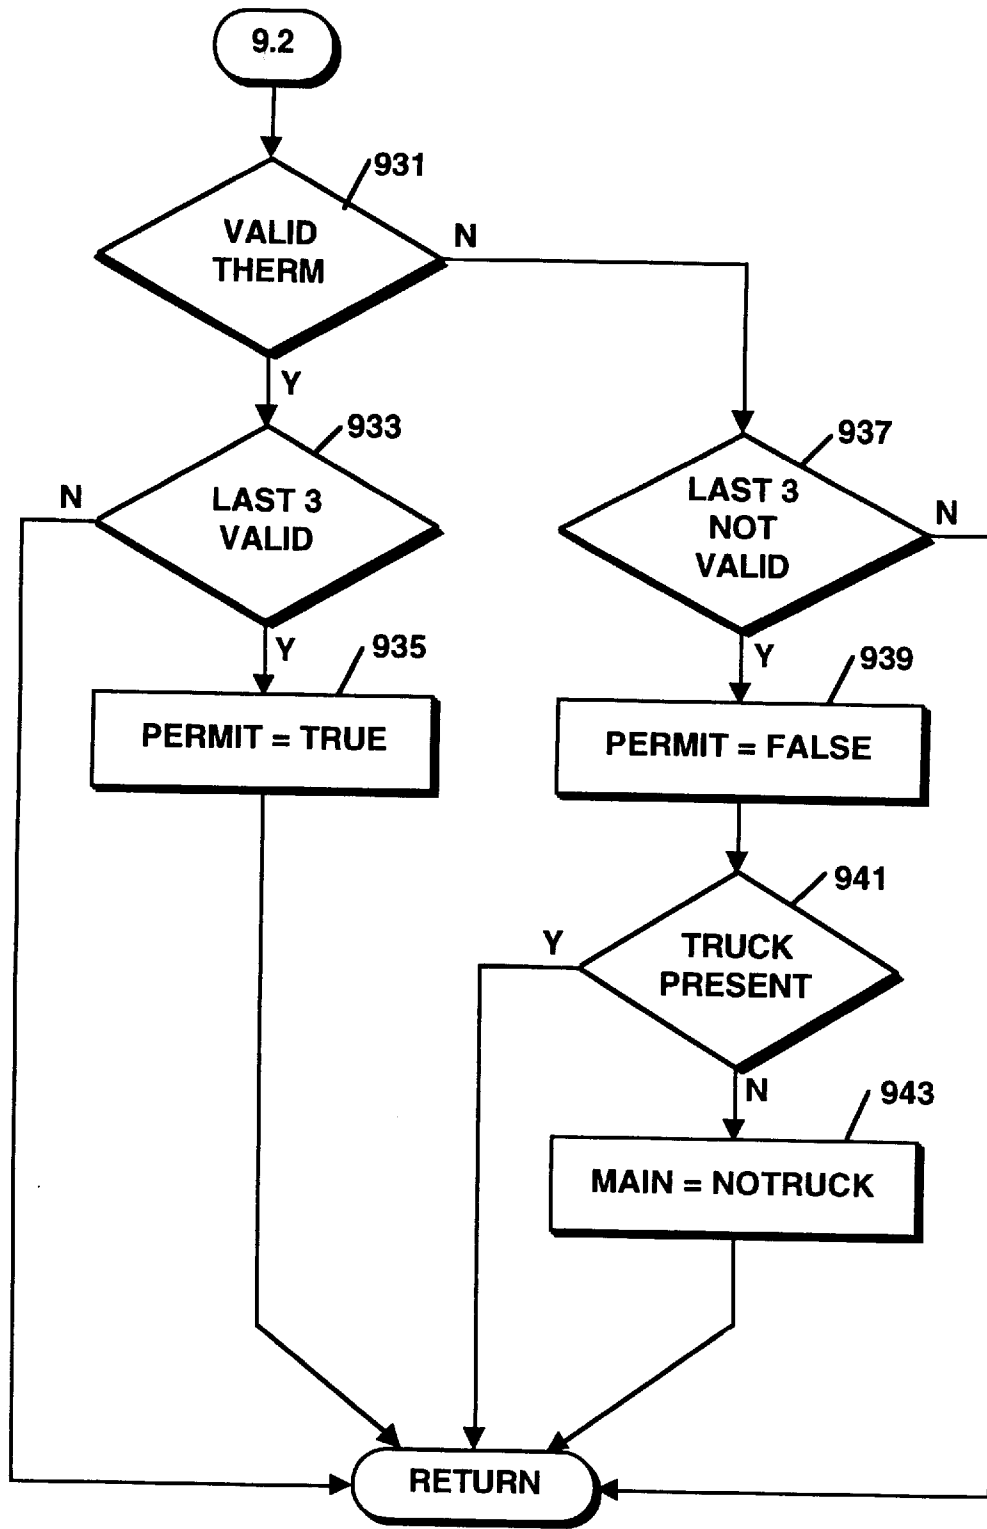 9.2
931
VALID
THERM
N
Y
933
LAST 3
VALID
N
937
LAST 3
NOT
VALID
N
Y
935
PERMIT = TRUE
Y
939
PERMIT = FALSE
941
TRUCK
PRESENT
Y
N
943
MAIN = NOTRUCK
RETURN